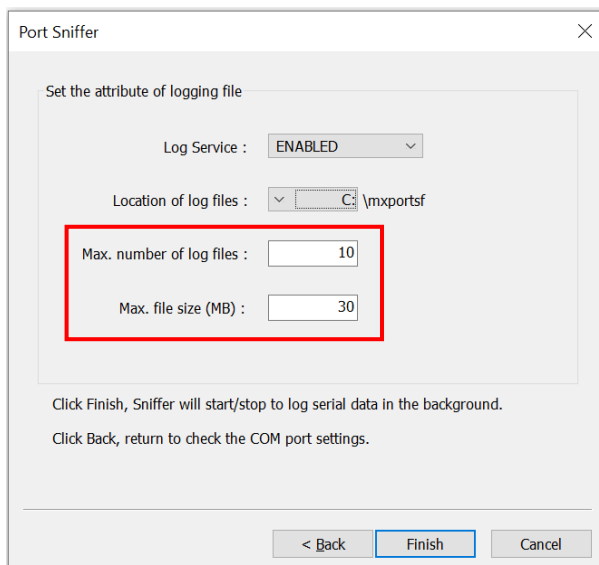 Port Sniffer
Set the attribute of logging file
Log Service : ENABLED
Location of log files : C: \mxportsf
Max. number of log files : 10
Max. file size (MB) : 30
Click Finish, Sniffer will start/stop to log serial data in the background.
Click Back, return to check the COM port settings.
< Back Finish Cancel